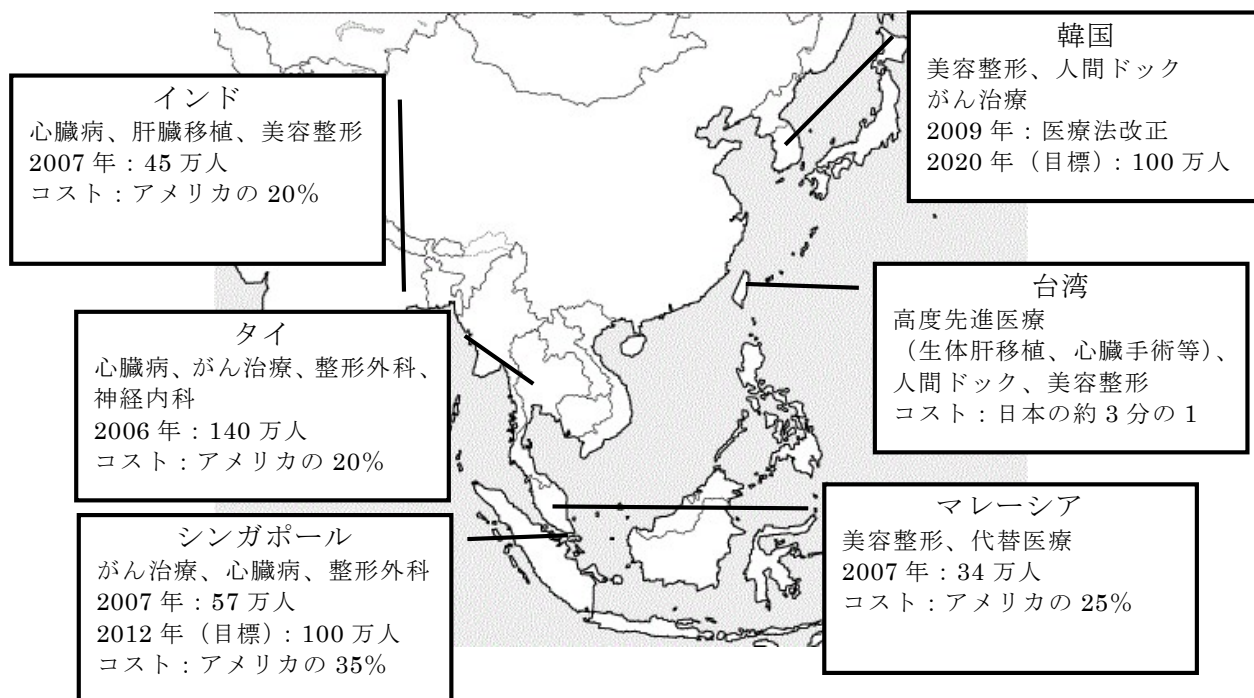 インド
心臓病、肝臓移植、美容整形
2007 年：45 万人
コスト：アメリカの 20%
タイ
心臓病、がん治療、整形外科、
神経内科
2006 年：140 万人
コスト：アメリカの 20%
シンガポール
がん治療、心臓病、整形外科
2007 年：57 万人
2012 年（目標）：100 万人
コスト：アメリカの 35%
韓国
美容整形、人間ドック
がん治療
2009 年：医療法改正
2020 年（目標）：100 万人
台湾
高度先進医療
（生体肝移植、心臓手術等）、
人間ドック、美容整形
コスト：日本の約 3 分の 1
マレーシア
美容整形、代替医療
2007 年：34 万人
コスト：アメリカの 25%